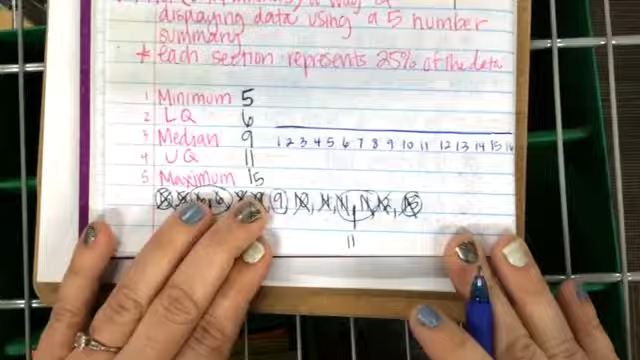 displaying data using a 5 number
summary
* each section represents 25% of the data
1 Minimum 5
2 LQ 6
3 Median 9
4 UQ 11
5 Maximum 15
1 2 3 4 5 6 7 8 9 10 11 12 13 14 15 16
9
11